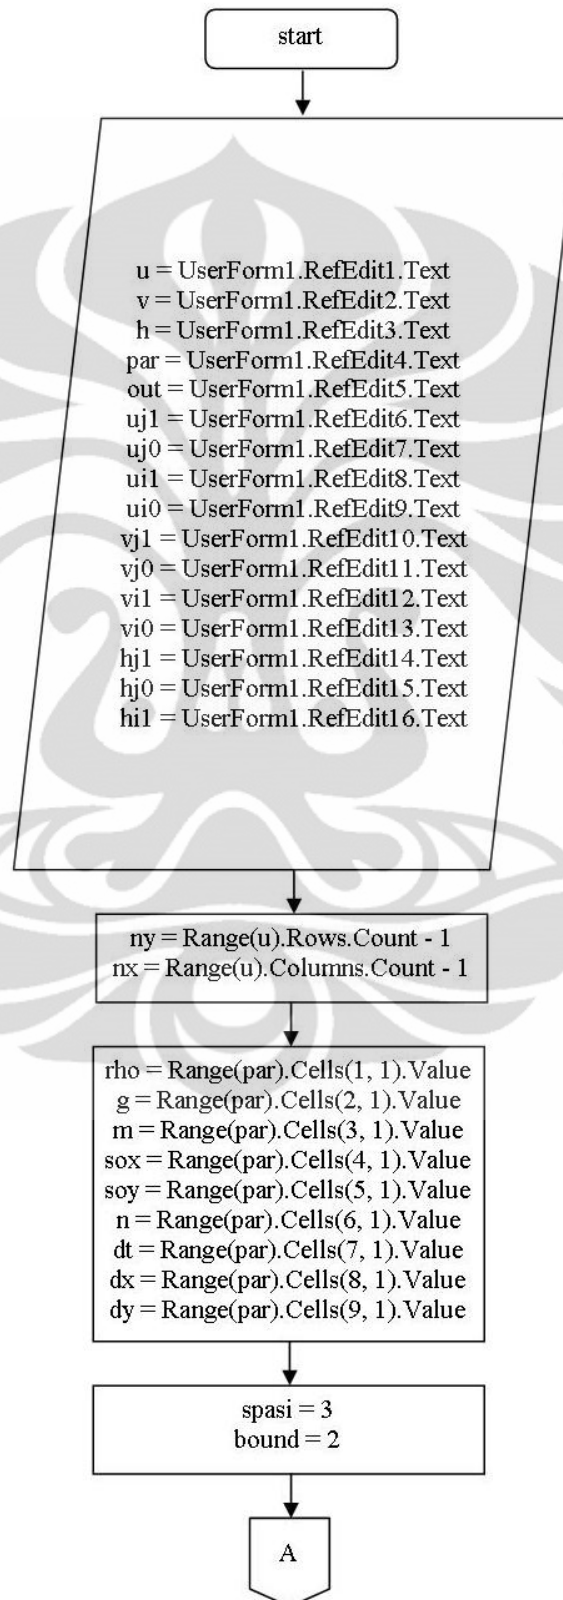 start
u = UserForm1.RefEdit1.Text
v = UserForm1.RefEdit2.Text
h = UserForm1.RefEdit3.Text
par = UserForm1.RefEdit4.Text
out = UserForm1.RefEdit5.Text
uj1 = UserForm1.RefEdit6.Text
uj0 = UserForm1.RefEdit7.Text
ui1 = UserForm1.RefEdit8.Text
ui0 = UserForm1.RefEdit9.Text
vj1 = UserForm1.RefEdit10.Text
vj0 = UserForm1.RefEdit11.Text
vi1 = UserForm1.RefEdit12.Text
vi0 = UserForm1.RefEdit13.Text
hj1 = UserForm1.RefEdit14.Text
hj0 = UserForm1.RefEdit15.Text
hi1 = UserForm1.RefEdit16.Text
ny = Range(u).Rows.Count - 1
nx = Range(u).Columns.Count - 1
rho = Range(par).Cells(1, 1).Value
g = Range(par).Cells(2, 1).Value
m = Range(par).Cells(3, 1).Value
sox = Range(par).Cells(4, 1).Value
soy = Range(par).Cells(5, 1).Value
n = Range(par).Cells(6, 1).Value
dt = Range(par).Cells(7, 1).Value
dx = Range(par).Cells(8, 1).Value
dy = Range(par).Cells(9, 1).Value
spasi = 3
bound = 2
A